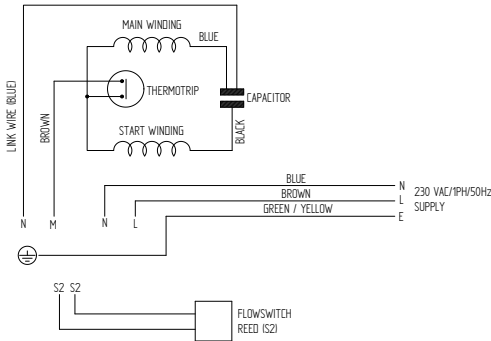 MAIN WINDING
BLUE
THERMOTRIP
CAPACITOR
LINK WIRE (BLUE)
BROWN
BLACK
START WINDING
BLUE
N
BROWN
L
230 VAC/1PH/50Hz
SUPPLY
GREEN / YELLOW
E
N M N L
S2 S2
FLOWSWITCH
REED (S2)